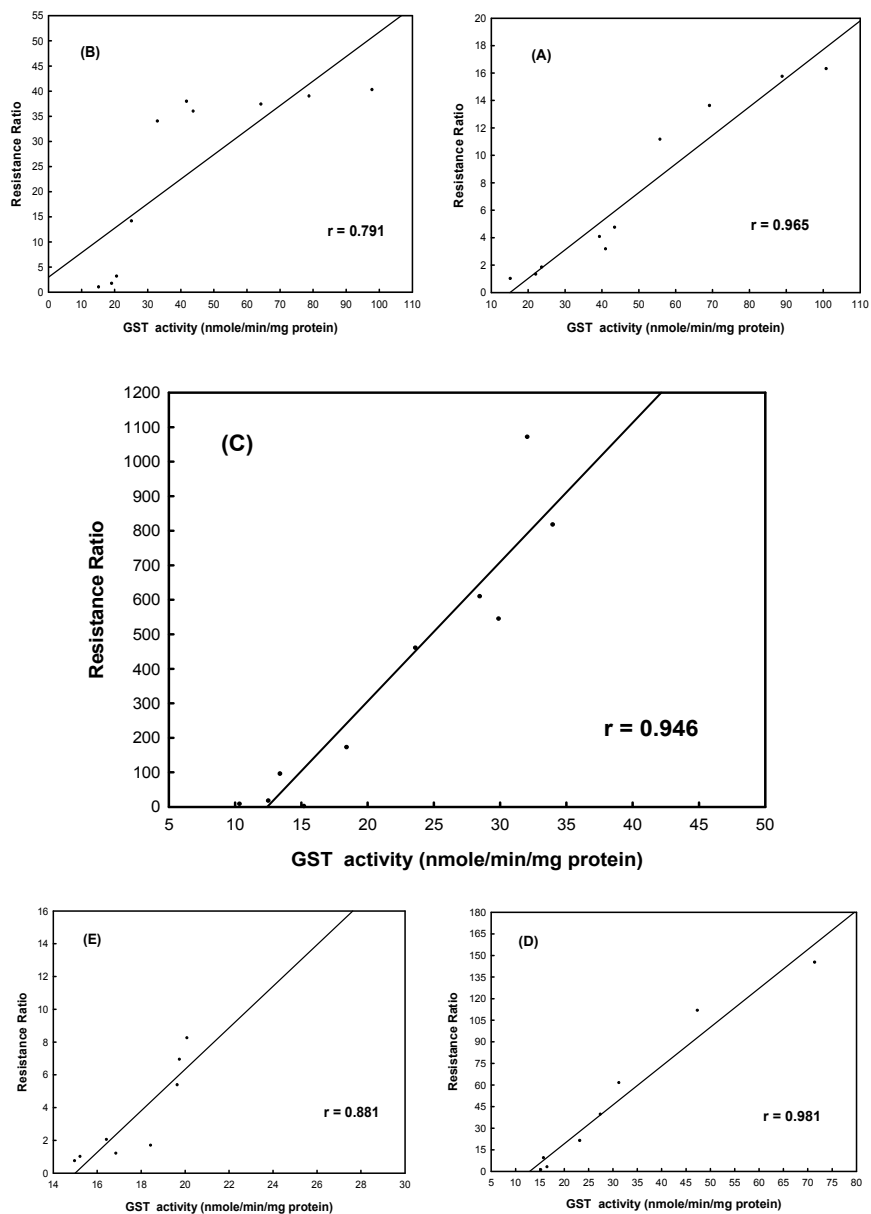 55
50
45
40
35
30
25
20
15
10
5
0
Resistance Ratio
(B)
r = 0.791
0 10 20 30 40 50 60 70 80 90 100 110
GST activity (nmole/min/mg protein)
20
18
16
14
12
10
8
6
4
2
0
Resistance Ratio
(A)
r = 0.965
10 20 30 40 50 60 70 80 90 100 110
GST activity (nmole/min/mg protein)
1200
1100
1000
900
800
700
600
500
400
300
200
100
0
Resistance Ratio
(C)
r = 0.946
5 10 15 20 25 30 35 40 45 50
GST activity (nmole/min/mg protein)
16
14
12
10
8
6
4
2
0
Resistance Ratio
(E)
r = 0.881
14 16 18 20 22 24 26 28 30
GST activity (nmole/min/mg protein)
180
165
150
135
120
105
90
75
60
45
30
15
0
Resistance Ratio
(D)
r = 0.981
5 10 15 20 25 30 35 40 45 50 55 60 65 70 75 80
GST activity (nmole/min/mg protein)